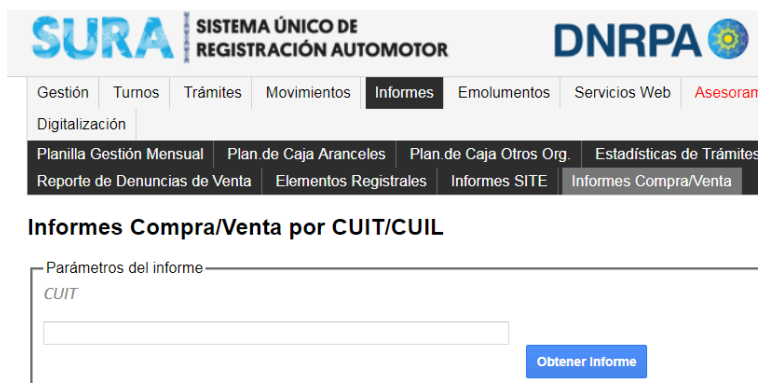 SURA SISTEMA ÚNICO DE REGISTRACIÓN AUTOMOTOR DNRPA
Gestión Turnos Trámites Movimientos Informes Emolumentos Servicios Web
Digitalización
Planilla Gestión Mensual Plan.de Caja Aranceles Plan.de Caja Otros Org. Estadísticas de Trámites
Reporte de Denuncias de Venta Elementos Registrales Informes SITE Informes Compra/Venta
Informes Compra/Venta por CUIT/CUIL
Parámetros del informe
CUIT
Obtener Informe